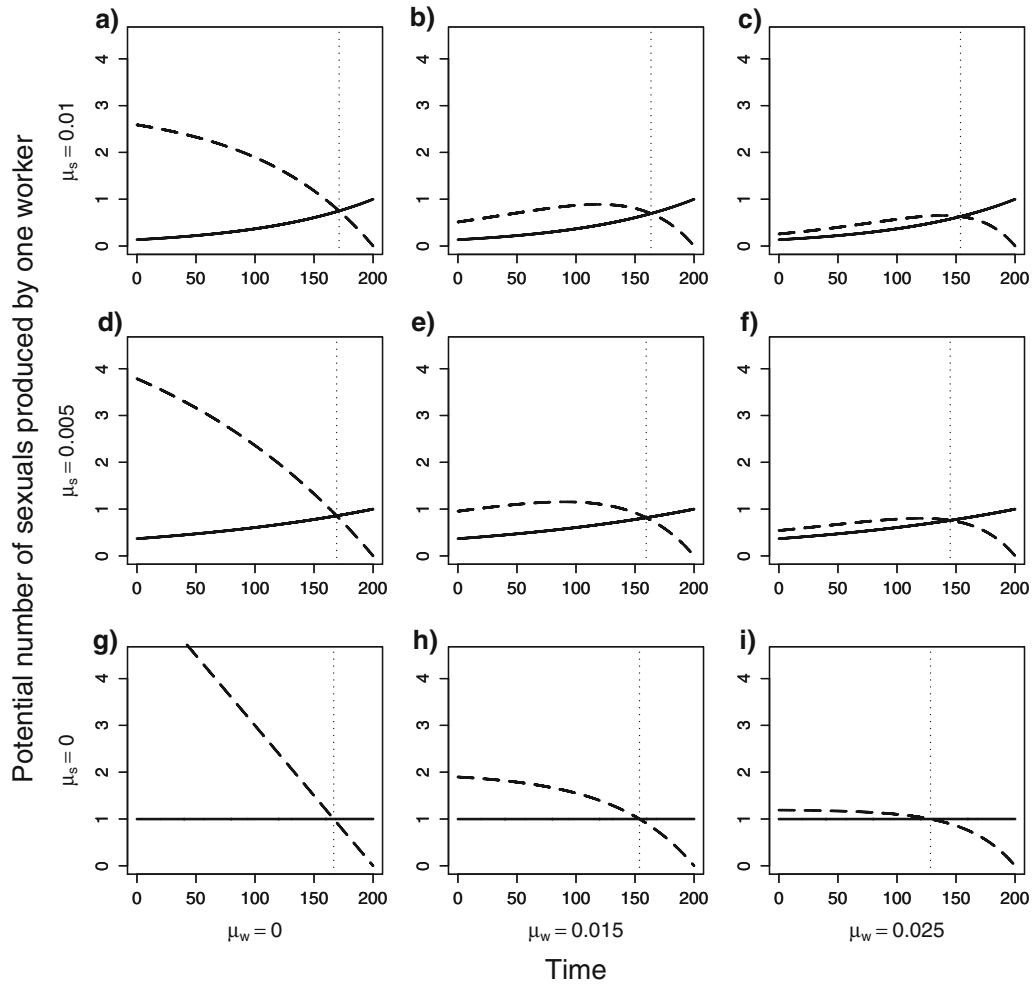 Potential number of sexuals produced by one worker
a)
b)
c)
μs = 0.01
4
3
2
1
0
0 50 100 150 200
4
3
2
1
0
0 50 100 150 200
4
3
2
1
0
0 50 100 150 200
d)
e)
f)
μs = 0.005
4
3
2
1
0
0 50 100 150 200
4
3
2
1
0
0 50 100 150 200
4
3
2
1
0
0 50 100 150 200
g)
h)
i)
μs = 0
4
3
2
1
0
0 50 100 150 200
4
3
2
1
0
0 50 100 150 200
4
3
2
1
0
0 50 100 150 200
μw = 0
μw = 0.015
μw = 0.025
Time